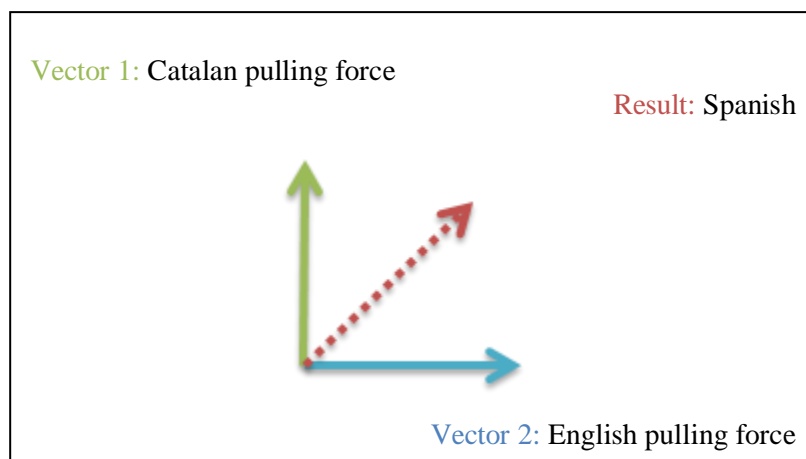 Vector 1: Catalan pulling force
Result: Spanish
Vector 2: English pulling force